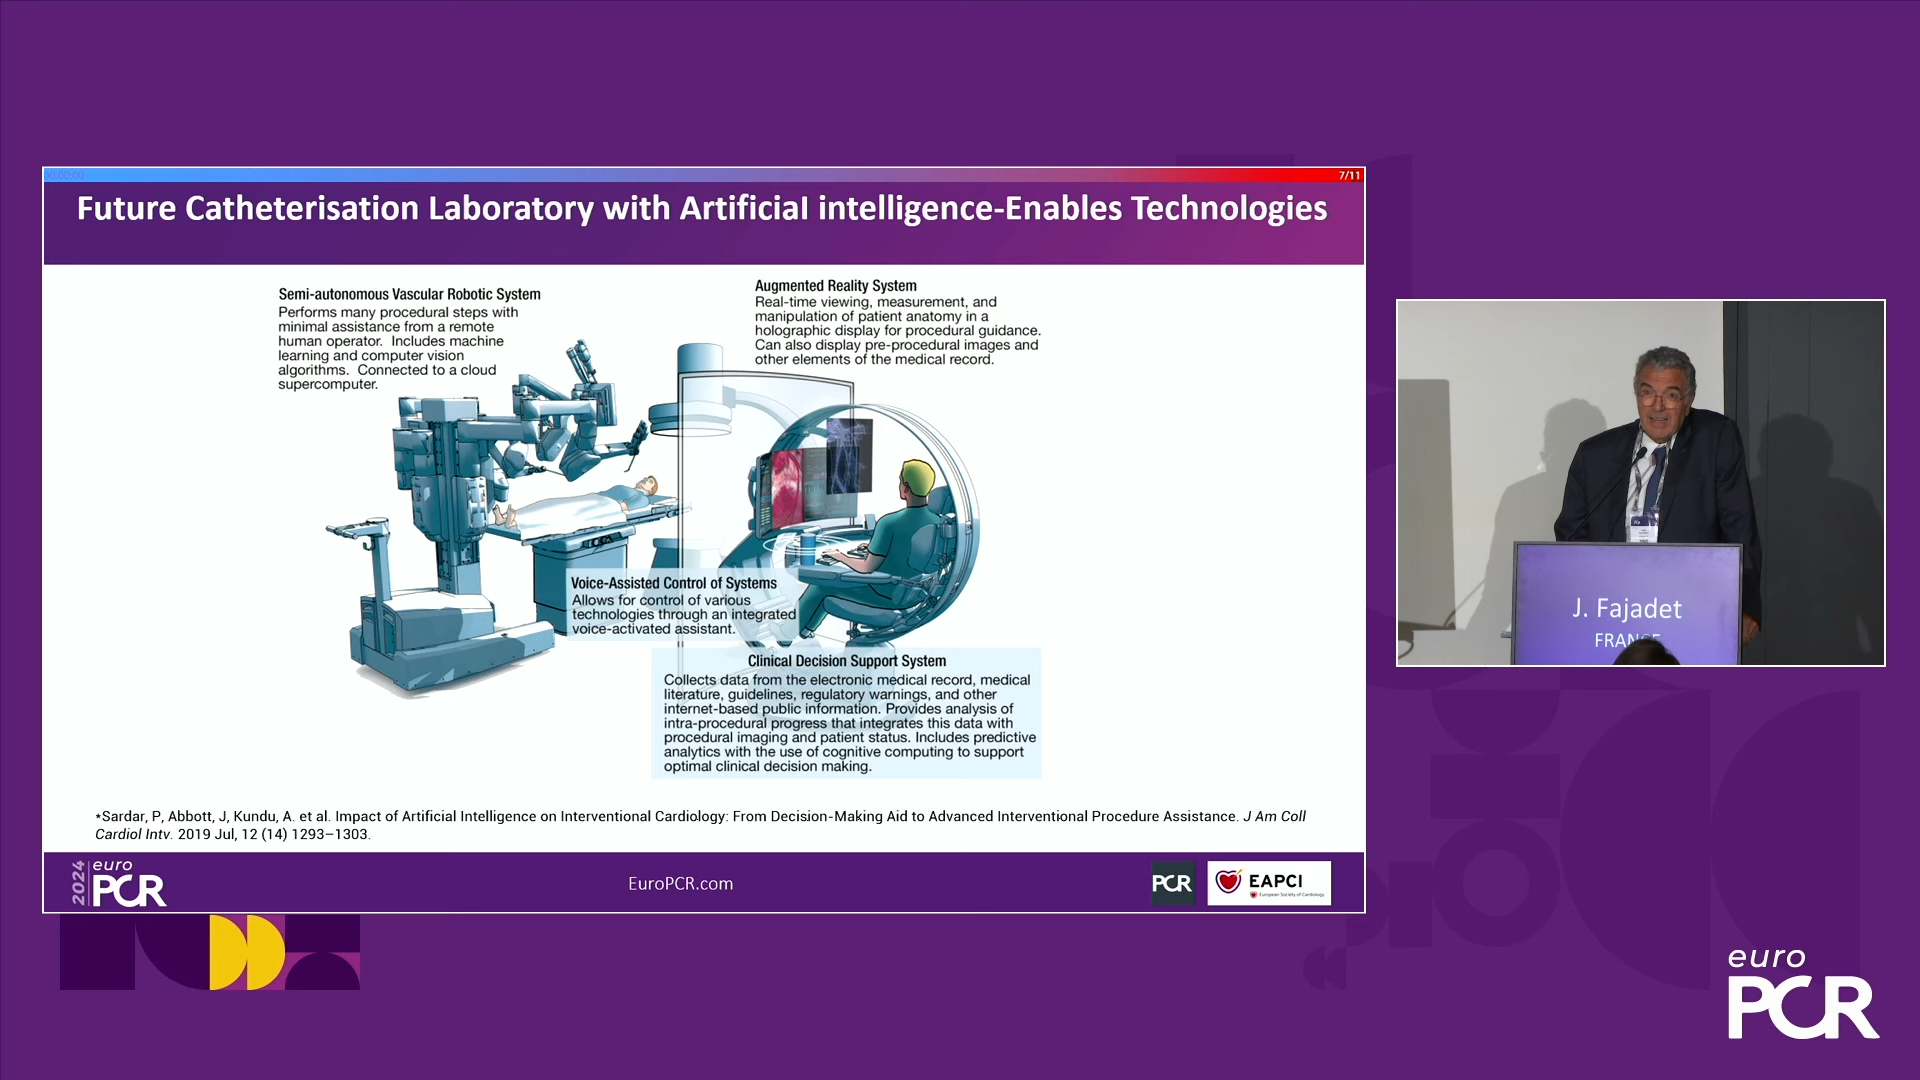 7/11
Future Catheterisation Laboratory with Artificial intelligence-Enables Technologies
Semi-autonomous Vascular Robotic System
Performs many procedural steps with
minimal assistance from a remote
human operator. Includes machine
learning and computer vision
algorithms. Connected to a cloud
supercomputer.
Augmented Reality System
Real-time viewing, measurement, and
manipulation of patient anatomy in a
holographic display for procedural guidance.
Can also display pre-procedural images and
other elements of the medical record.
Voice-Assisted Control of Systems
Allows for control of various
technologies through an integrated
voice-activated assistant.
Clinical Decision Support System
Collects data from the electronic medical record, medical
literature, guidelines, regulatory warnings, and other
internet-based public information. Provides analysis of
intra-procedural progress that integrates this data with
procedural imaging and patient status. Includes predictive
analytics with the use of cognitive computing to support
optimal clinical decision making.
*Sardar, P, Abbott, J, Kundu, A. et al. Impact of Artificial Intelligence on Interventional Cardiology: From Decision-Making Aid to Advanced Interventional Procedure Assistance. J Am Coll
Cardiol Intv. 2019 Jul, 12 (14) 1293–1303.
2024
euro
PCR
EuroPCR.com
PCR
EAPCI
European Society of Cardiology
J. Fajadet
FRANCE
euro
PCR